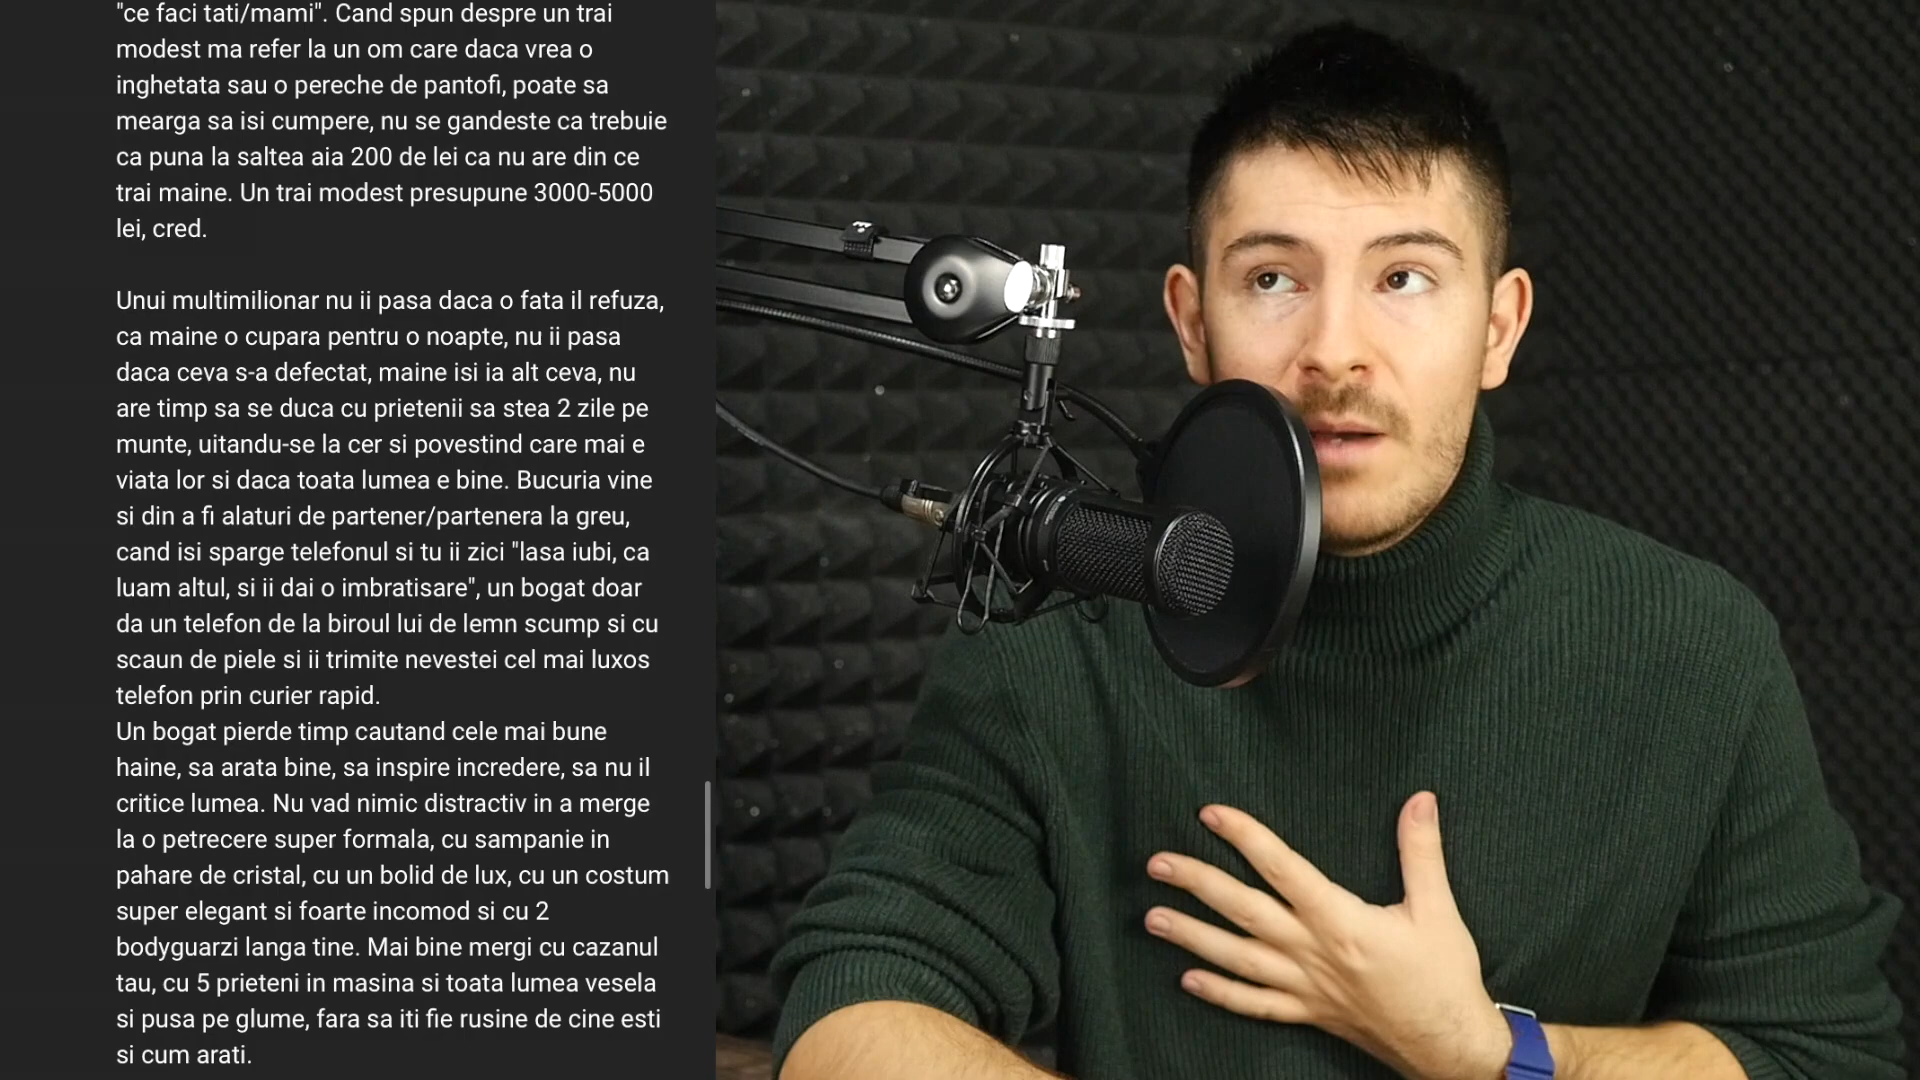 "ce faci tati/mami". Cand spun despre un trai
modest ma refer la un om care daca vrea o
inghetata sau o pereche de pantofi, poate sa
mearga sa isi cumpere, nu se gandeste ca trebuie
ca puna la saltea aia 200 de lei ca nu are din ce
trai maine. Un trai modest presupune 3000-5000
lei, cred.
Unui multimilionar nu ii pasa daca o fata il refuza,
ca maine o cupara pentru o noapte, nu ii pasa
daca ceva s-a defectat, maine isi ia alt ceva, nu
are timp sa se duca cu prietenii sa stea 2 zile pe
munte, uitandu-se la cer si povestind care mai e
viata lor si daca toata lumea e bine. Bucuria vine
si din a fi alaturi de partener/partenera la greu,
cand isi sparge telefonul si tu ii zici "lasa iubi, ca
luam altul, si ii dai o imbratisare", un bogat doar
da un telefon de la biroul lui de lemn scump si cu
scaun de piele si ii trimite nevestei cel mai luxos
telefon prin curier rapid.
Un bogat pierde timp cautand cele mai bune
haine, sa arata bine, sa inspire incredere, sa nu il
critice lumea. Nu vad nimic distractiv in a merge
la o petrecere super formala, cu sampanie in
pahare de cristal, cu un bolid de lux, cu un costum
super elegant si foarte incomod si cu 2
bodyguarzi langa tine. Mai bine mergi cu cazanul
tau, cu 5 prieteni in masina si toata lumea vesela
si pusa pe glume, fara sa iti fie rusine de cine esti
si cum arati.